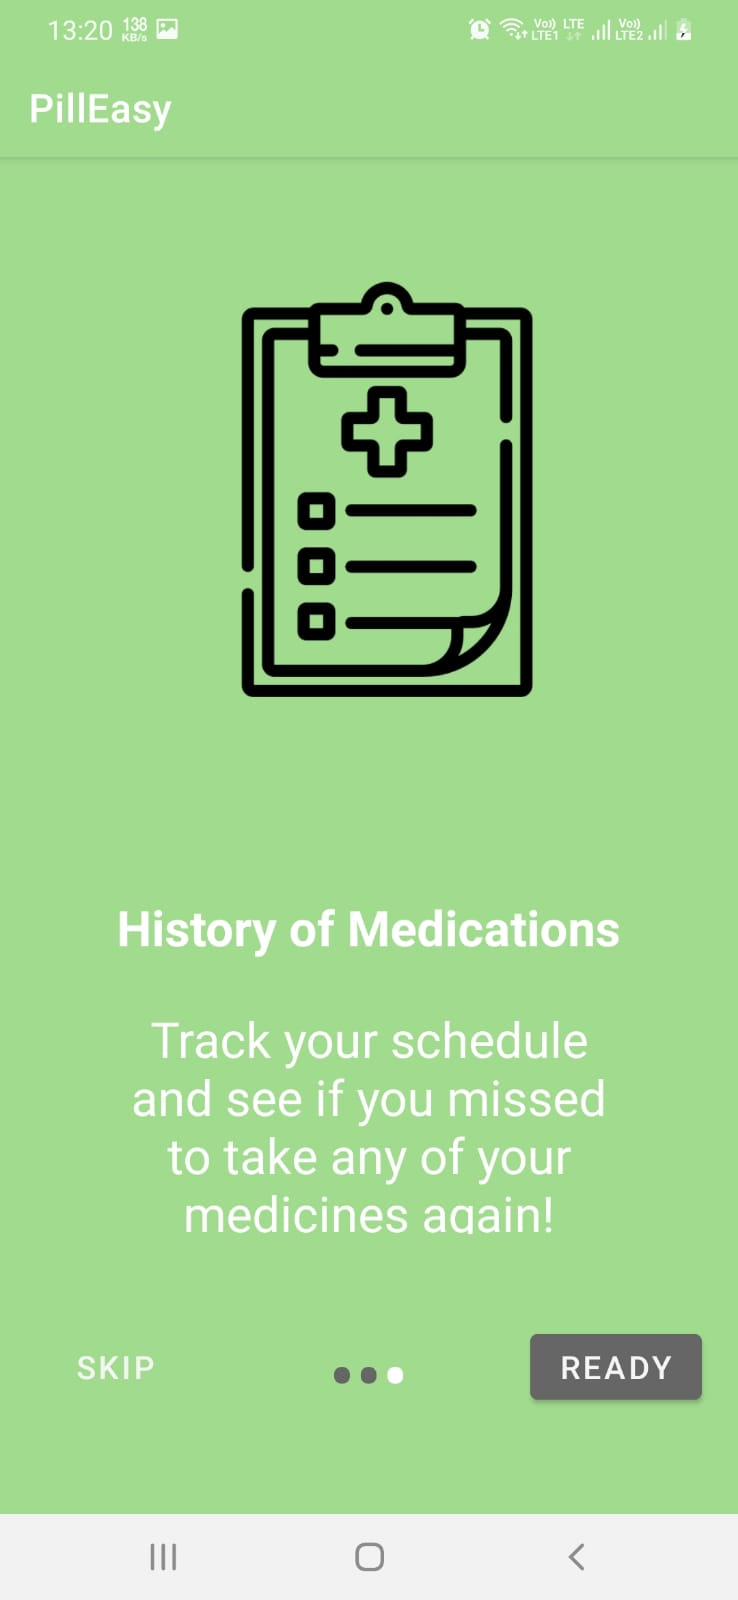 13:20 138 KB/s Vo) LTE1 LTE Vo) LTE2
PillEasy
History of Medications
Track your schedule
and see if you missed
to take any of your
medicines again!
SKIP
READY